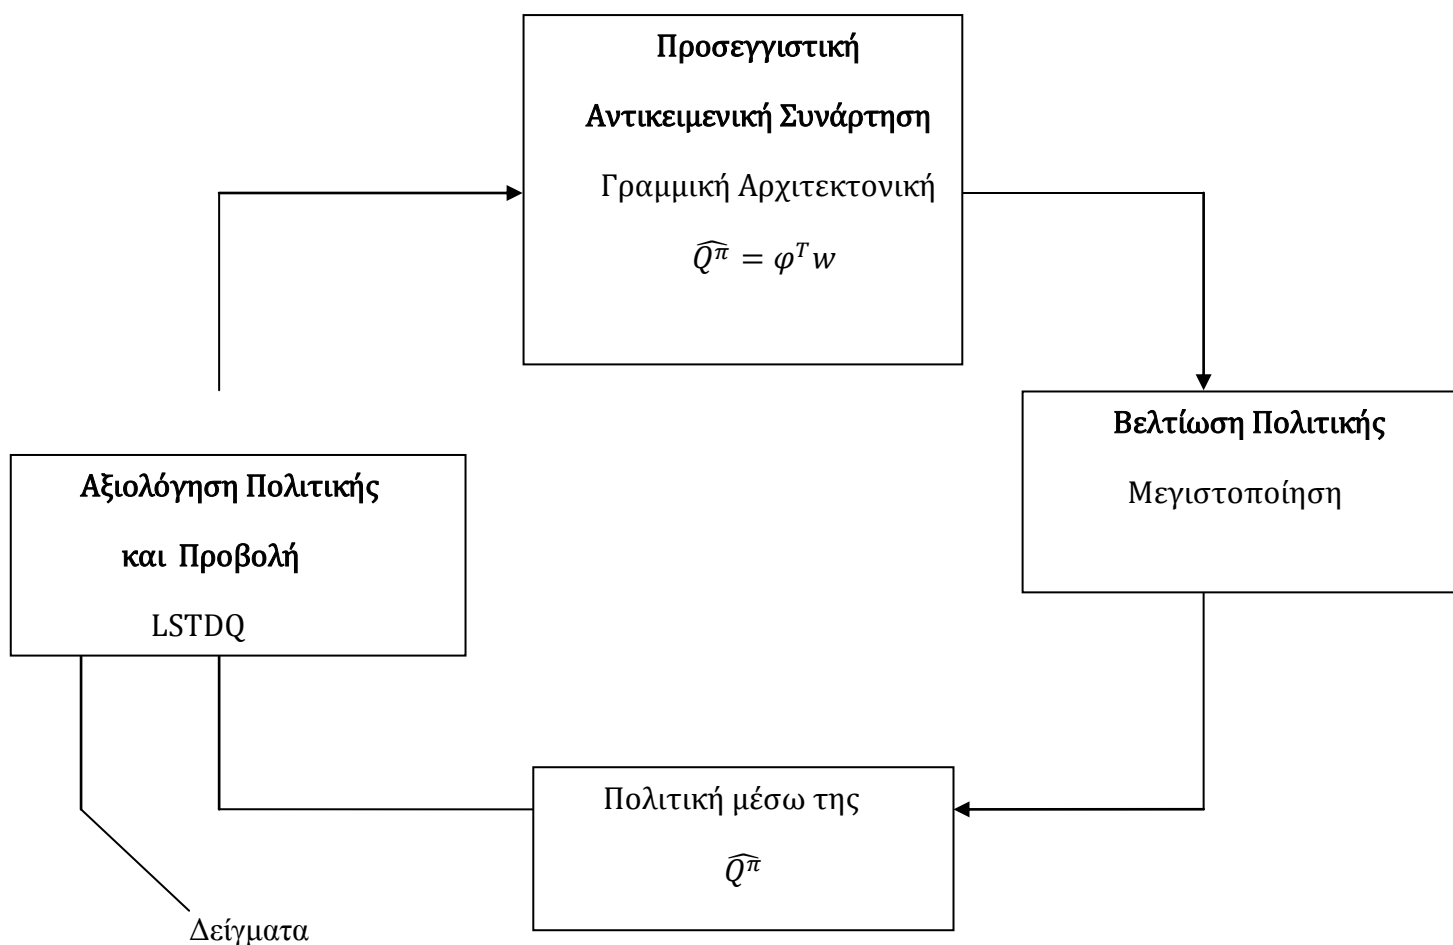 Προσεγγιστική
Αντικειμενική Συνάρτηση
Γραμμική Αρχιτεκτονική
$\widehat{Q^{\pi}} = \varphi^{T} w$
Βελτίωση Πολιτικής
Μεγιστοποίηση
Αξιολόγηση Πολιτικής
και Προβολή
LSTDQ
Πολιτική μέσω της
$\widehat{Q^{\pi}}$
Δείγματα